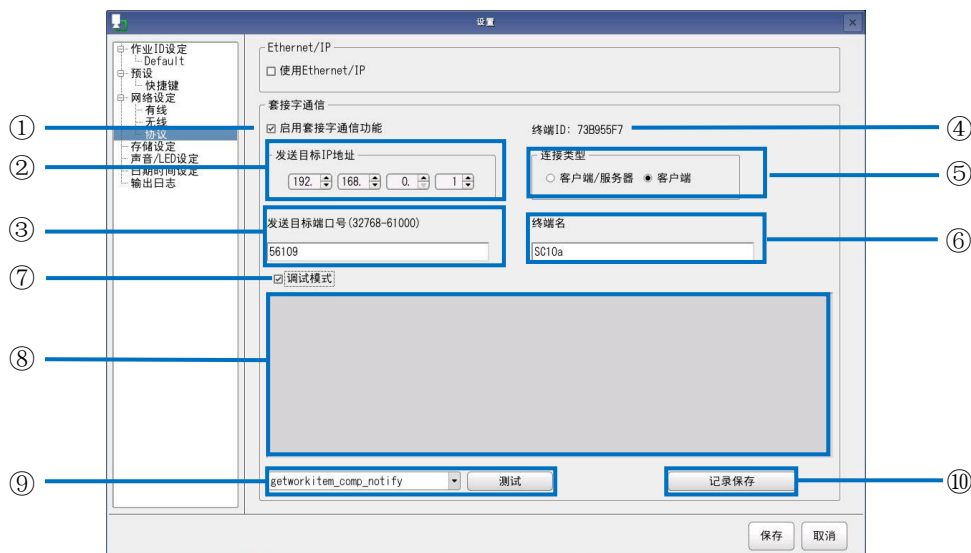 设置
作业ID设定
Default
预设
快捷键
网络设定
有线
无线
协议
存储设定
声音/LED设定
日期时间设定
输出日志
Ethernet/IP
使用Ethernet/IP
套接字通信
① 启用套接字通信功能
终端ID: 73B955F7 ④
② 发送目标IP地址
192. 168. 0. 1
连接类型 ⑤
客户端/服务器 客户端
③ 发送目标端口号(32768-61000)
56109
终端名 ⑥
SC10a
⑦ 调试模式
⑧
⑨ getworkitem_comp_notify 测试
记录保存 ⑩
保存 取消